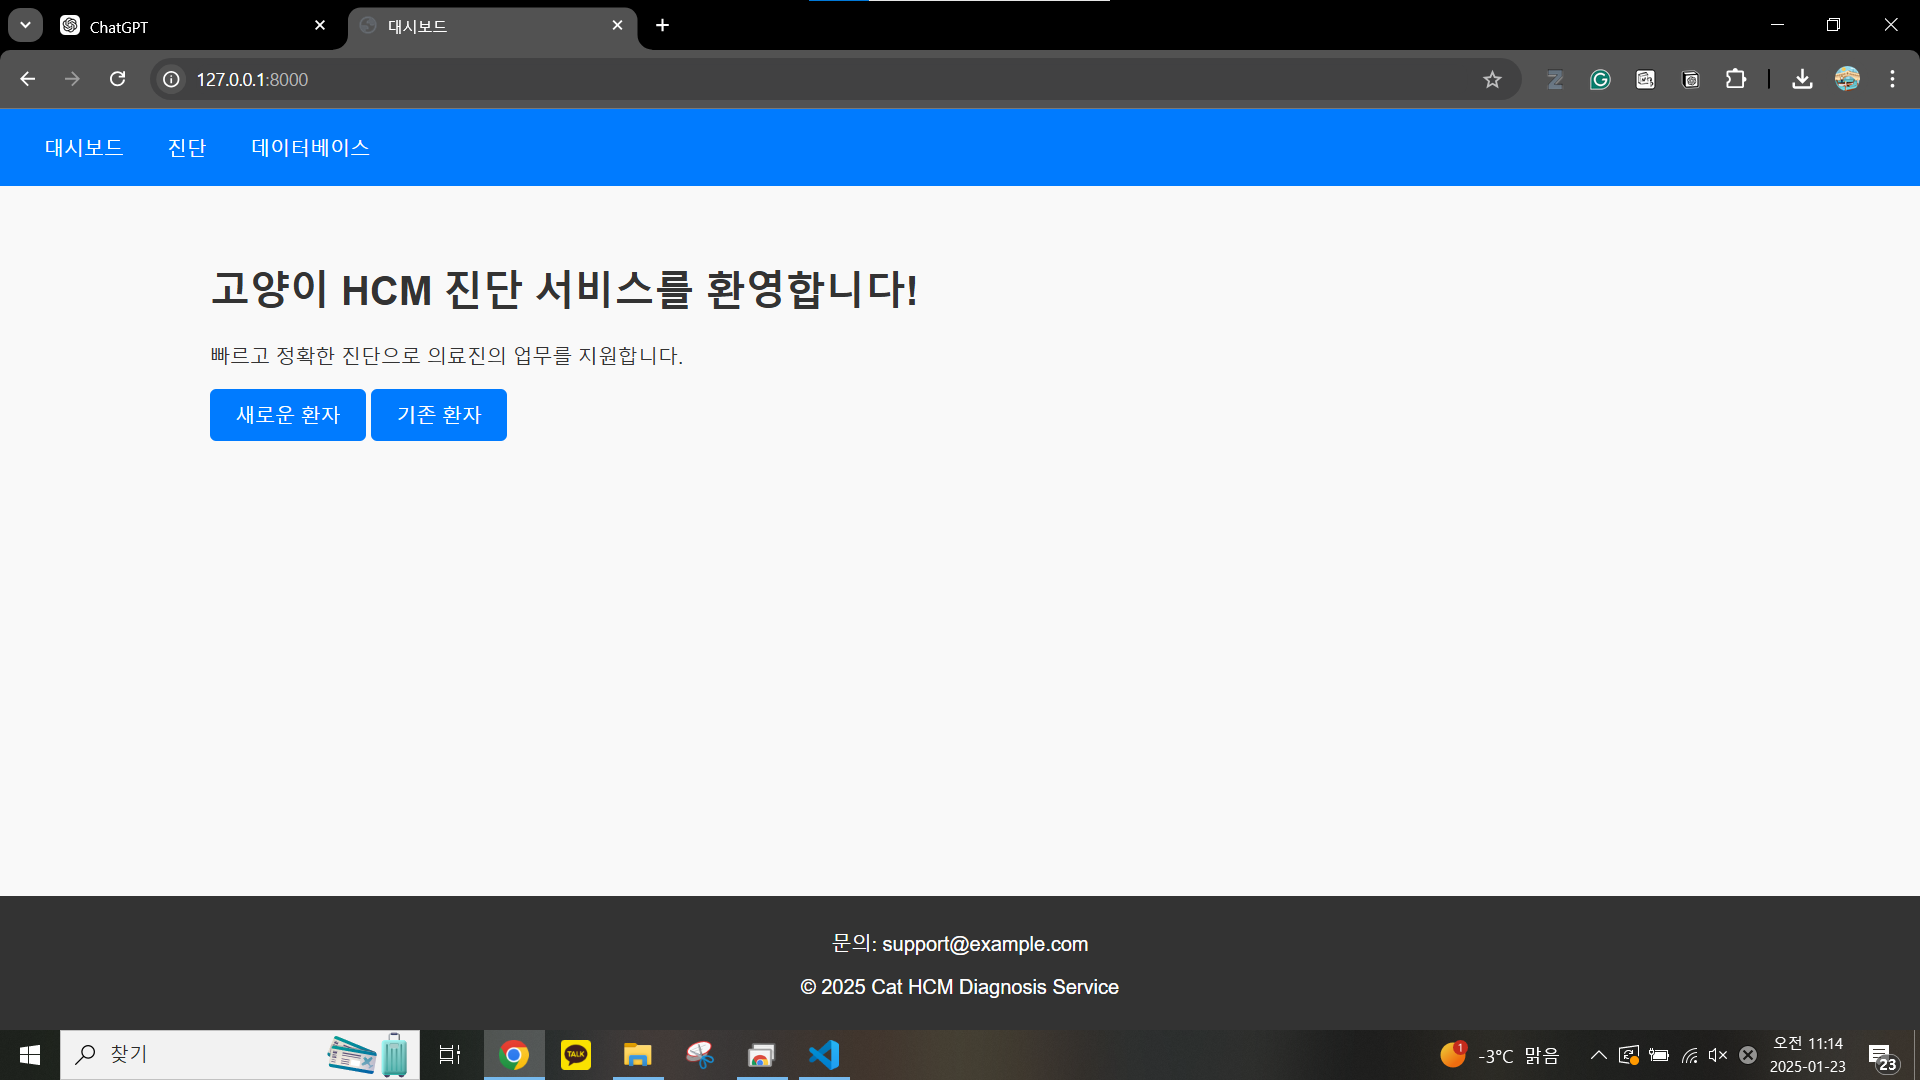 ChatGPT
대시보드
127.0.0.1:8000
대시보드 진단 데이터베이스
고양이 HCM 진단 서비스를 환영합니다!
빠르고 정확한 진단으로 의료진의 업무를 지원합니다.
새로운 환자 기존 환자
문의: support@example.com
© 2025 Cat HCM Diagnosis Service
찾기
TALK
1
-3°C 맑음
오전 11:14
2025-01-23
23